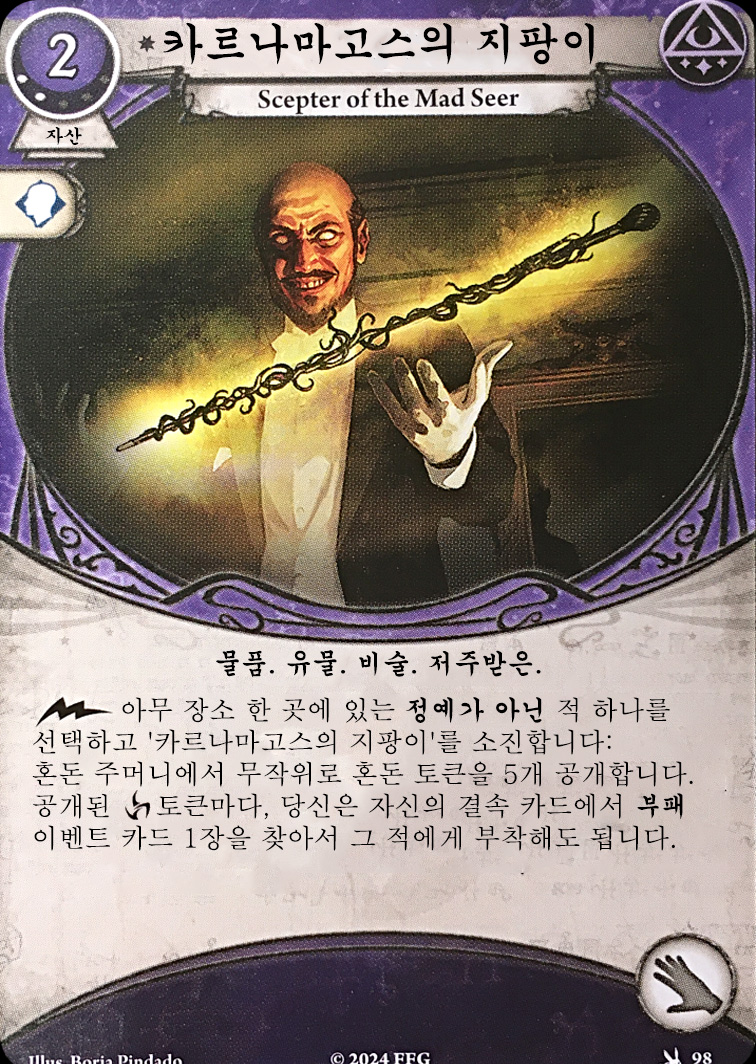 2
*카르나마고스의 지팡이
Scepter of the Mad Seer
자산
물품. 유물. 비술. 저주받은.
아무 장소 한 곳에 있는 정예가 아닌 적 하나를
선택하고 '카르나마고스의 지팡이'를 소진합니다:
혼돈 주머니에서 무작위로 혼돈 토큰을 5개 공개합니다.
공개된 토큰마다, 당신은 자신의 결속 카드에서 부패
이벤트 카드 1장을 찾아서 그 적에게 부착해도 됩니다.
Illus. Borja Pindado
© 2024 FFG
98